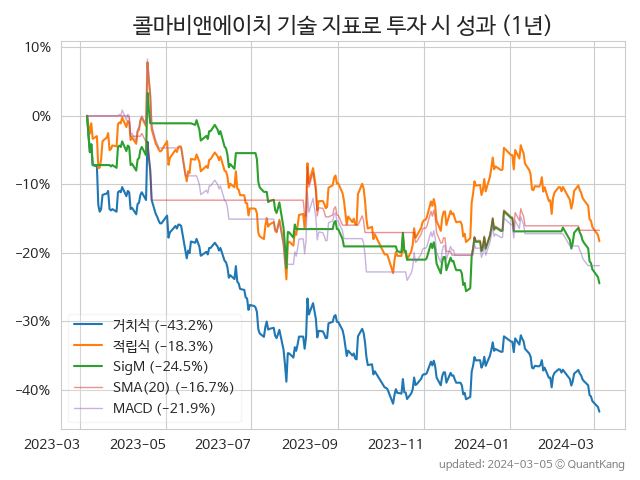 콜마비앤에이치 기술 지표로 투자 시 성과 (1년)
10%
0%
−10%
−20%
−30%
−40%
거치식 (−43.2%)
적립식 (−18.3%)
SigM (−24.5%)
SMA(20) (−16.7%)
MACD (−21.9%)
2023−03
2023−05
2023−07
2023−09
2023−11
2024−01
2024−03
updated: 2024−03−05 ⓒ QuantKang